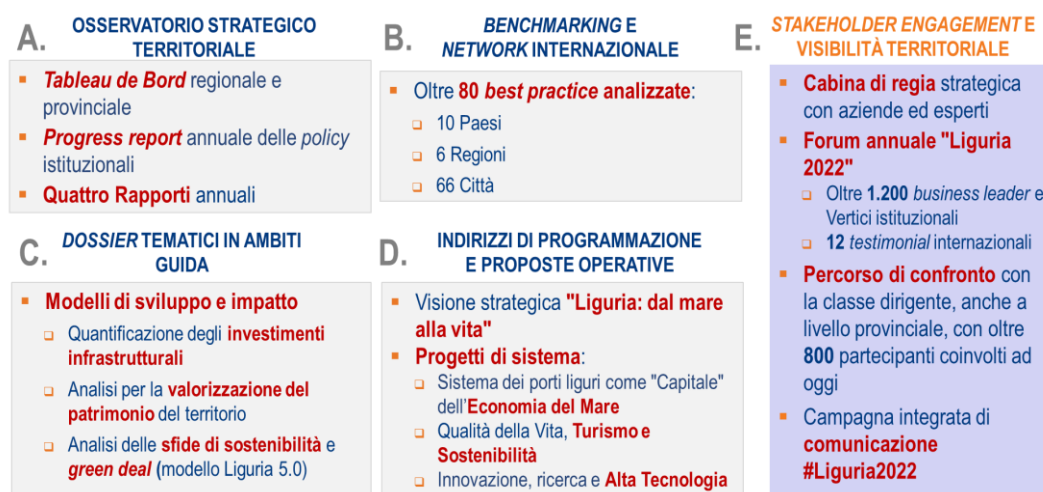 A.
OSSERVATORIO STRATEGICO
TERRITORIALE
▪ Tableau de Bord regionale e
provinciale
▪ Progress report annuale delle policy
istituzionali
▪ Quattro Rapporti annuali
B.
BENCHMARKING E
NETWORK INTERNAZIONALE
▪ Oltre 80 best practice analizzate:
❑ 10 Paesi
❑ 6 Regioni
❑ 66 Città
C.
DOSSIER TEMATICI IN AMBITI
GUIDA
▪ Modelli di sviluppo e impatto
❑ Quantificazione degli investimenti
infrastrutturali
❑ Analisi per la valorizzazione del
patrimonio del territorio
❑ Analisi delle sfide di sostenibilità e
green deal (modello Liguria 5.0)
D.
INDIRIZZI DI PROGRAMMAZIONE
E PROPOSTE OPERATIVE
▪ Visione strategica "Liguria: dal mare
alla vita"
▪ Progetti di sistema:
❑ Sistema dei porti liguri come "Capitale"
dell'Economia del Mare
❑ Qualità della Vita, Turismo e
Sostenibilità
❑ Innovazione, ricerca e Alta Tecnologia
E.
STAKEHOLDER ENGAGEMENT E
VISIBILITÀ TERRITORIALE
▪ Cabina di regia strategica
con aziende ed esperti
▪ Forum annuale "Liguria
2022"
❑ Oltre 1.200 business leader e
Vertici istituzionali
❑ 12 testimonial internazionali
▪ Percorso di confronto con
la classe dirigente, anche a
livello provinciale, con oltre
800 partecipanti coinvolti ad
oggi
▪ Campagna integrata di
comunicazione
#Liguria2022